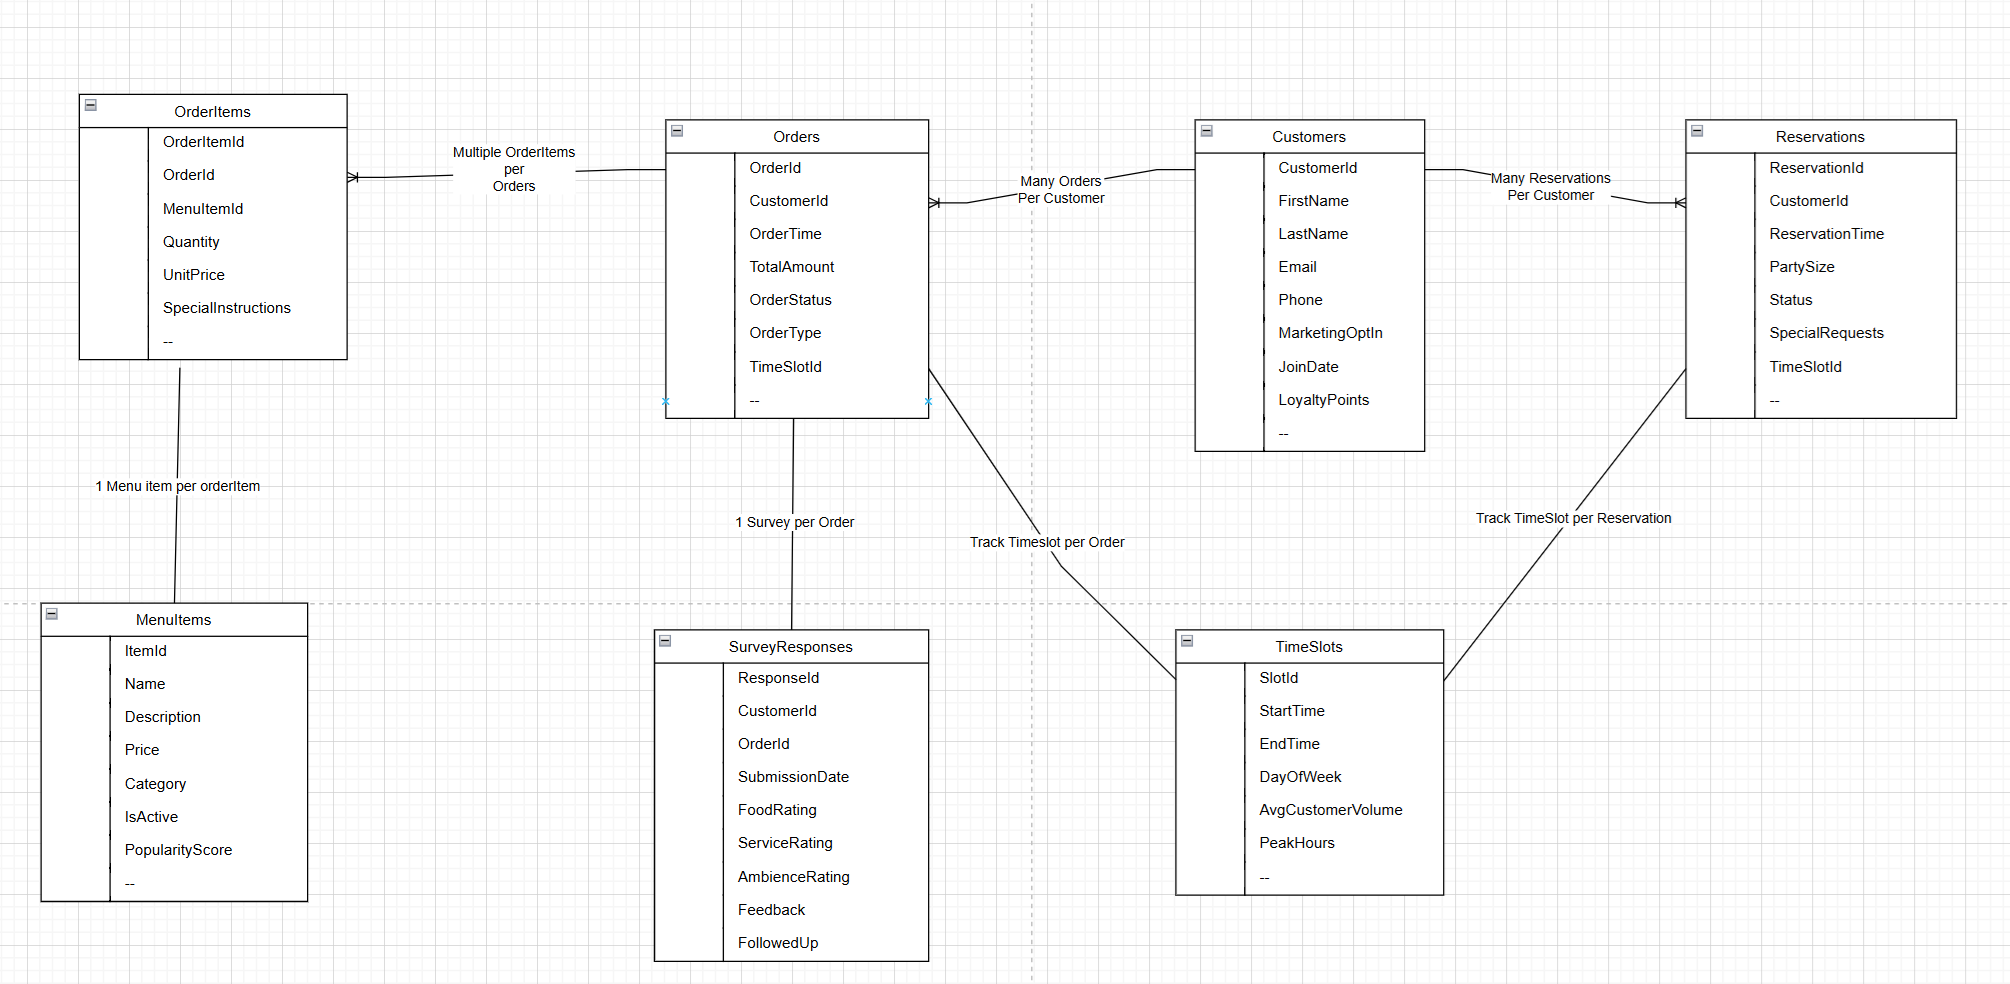 OrderItems
OrderItemId
OrderId
MenuItemId
Quantity
UnitPrice
SpecialInstructions
--
Multiple OrderItems
per
Orders
Orders
OrderId
CustomerId
OrderTime
TotalAmount
OrderStatus
OrderType
TimeSlotId
--
Many Orders
Per Customer
Customers
CustomerId
FirstName
LastName
Email
Phone
MarketingOptIn
JoinDate
LoyaltyPoints
--
Many Reservations
Per Customer
Reservations
ReservationId
CustomerId
ReservationTime
PartySize
Status
SpecialRequests
TimeSlotId
--
1 Menu item per orderItem
1 Survey per Order
Track Timeslot per Order
Track TimeSlot per Reservation
MenuItems
ItemId
Name
Description
Price
Category
IsActive
PopularityScore
--
SurveyResponses
ResponseId
CustomerId
OrderId
SubmissionDate
FoodRating
ServiceRating
AmbienceRating
Feedback
FollowedUp
TimeSlots
SlotId
StartTime
EndTime
DayOfWeek
AvgCustomerVolume
PeakHours
--